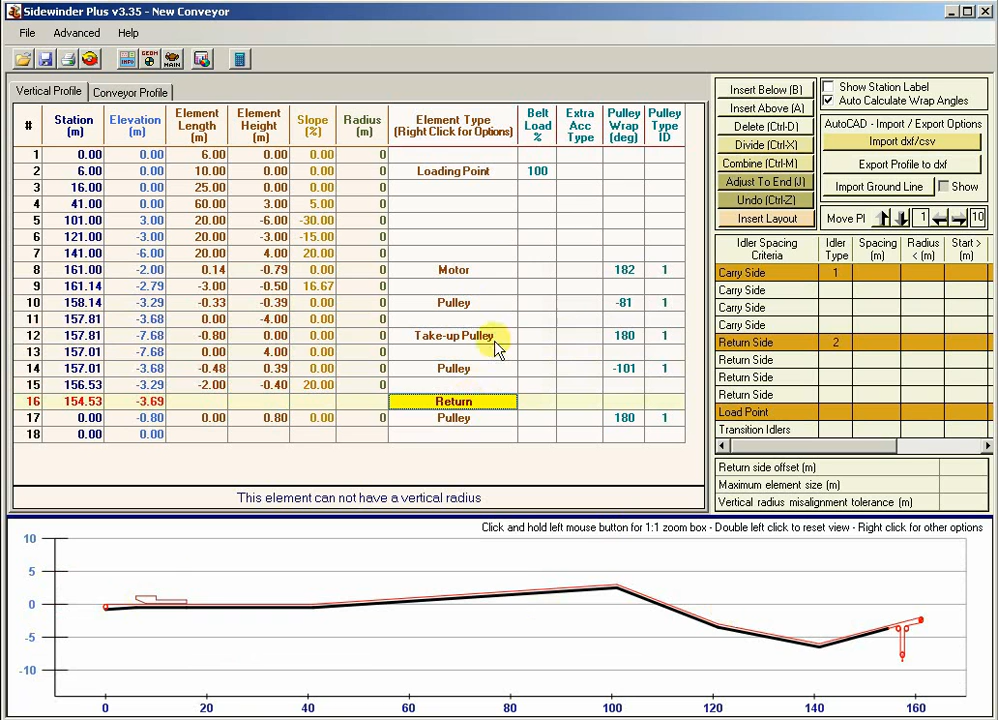 Sidewinder Plus v3.35 - New Conveyor
File Advanced Help
INFO GEOM MAIN
Vertical Profile Conveyor Profile
# Station (m) Elevation (m) Element Length (m) Element Height (m) Slope (%) Radius (m) Element Type (Right Click for Options) Belt Load % Extra Acc Type Pulley Wrap (deg) Pulley Type ID
1 0.00 0.00 6.00 0.00 0.00 0
2 6.00 0.00 10.00 0.00 0.00 0 Loading Point 100
3 16.00 0.00 25.00 0.00 0.00 0
4 41.00 0.00 60.00 3.00 5.00 0
5 101.00 3.00 20.00 -6.00 -30.00 0
6 121.00 -3.00 20.00 -3.00 -15.00 0
7 141.00 -6.00 20.00 4.00 20.00 0
8 161.00 -2.00 0.14 -0.79 0.00 0 Motor 182 1
9 161.14 -2.79 -3.00 -0.50 16.67 0
10 158.14 -3.29 -0.33 -0.39 0.00 0 Pulley -81 1
11 157.81 -3.68 0.00 -4.00 0.00 0
12 157.81 -7.68 -0.80 0.00 0.00 0 Take-up Pulley 180 1
13 157.01 -7.68 0.00 4.00 0.00 0
14 157.01 -3.68 -0.48 0.39 0.00 0 Pulley -101 1
15 156.53 -3.29 -2.00 -0.40 20.00 0
16 154.53 -3.69 Return
17 0.00 -0.80 0.00 0.80 0.00 0 Pulley 180 1
18 0.00 0.00
This element can not have a vertical radius
Insert Below (B)
Insert Above (A)
Delete (Ctrl-D)
Divide (Ctrl-X)
Combine (Ctrl-M)
Adjust To End (J)
Undo (Ctrl-Z)
Insert Layout
Show Station Label
Auto Calculate Wrap Angles
AutoCAD - Import / Export Options
Import dxf/csv
Export Profile to dxf
Import Ground Line Show
Move PI 1 10
Idler Spacing Criteria Idler Type Spacing (m) Radius < (m) Start > (m)
Carry Side 1
Carry Side
Carry Side
Carry Side
Return Side 2
Return Side
Return Side
Return Side
Load Point
Transition Idlers
Return side offset (m)
Maximum element size (m)
Vertical radius misalignment tolerance (m)
Click and hold left mouse button for 1:1 zoom box - Double left click to reset view - Right click for other options
10
5
0
-5
-10
0 20 40 60 80 100 120 140 160